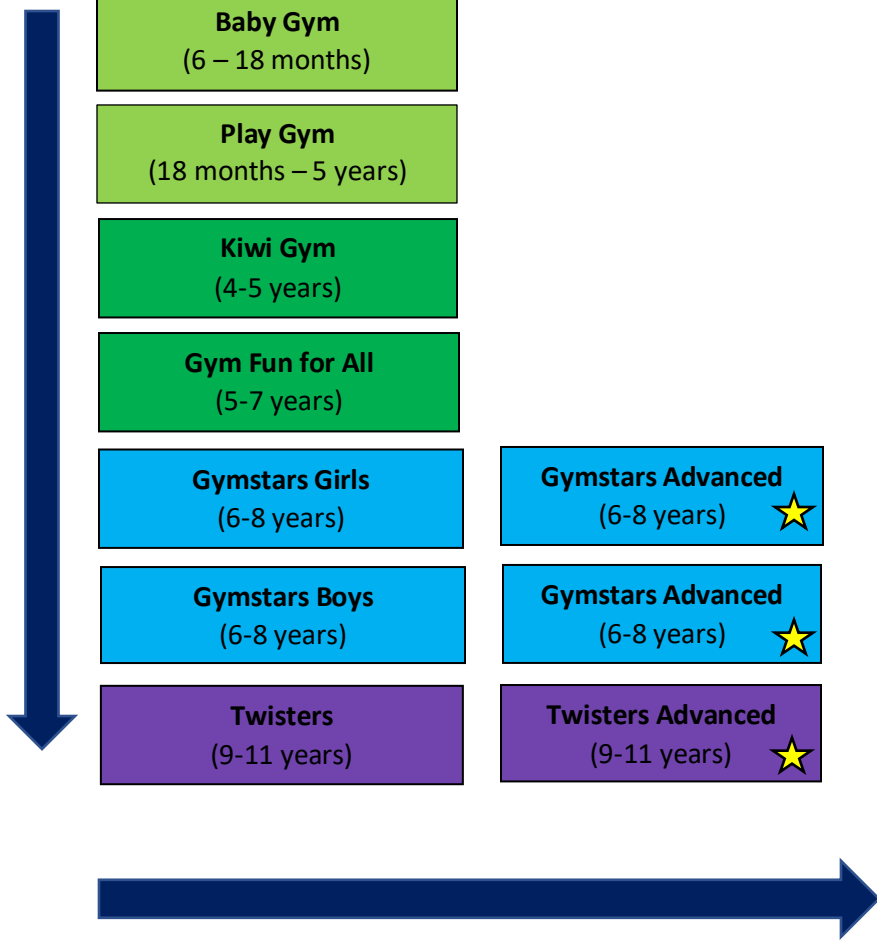 Baby Gym
(6 – 18 months)
Play Gym
(18 months – 5 years)
Kiwi Gym
(4-5 years)
Gym Fun for All
(5-7 years)
Gymstars Girls
(6-8 years)
Gymstars Advanced
(6-8 years)
Gymstars Boys
(6-8 years)
Gymstars Advanced
(6-8 years)
Twisters
(9-11 years)
Twisters Advanced
(9-11 years)